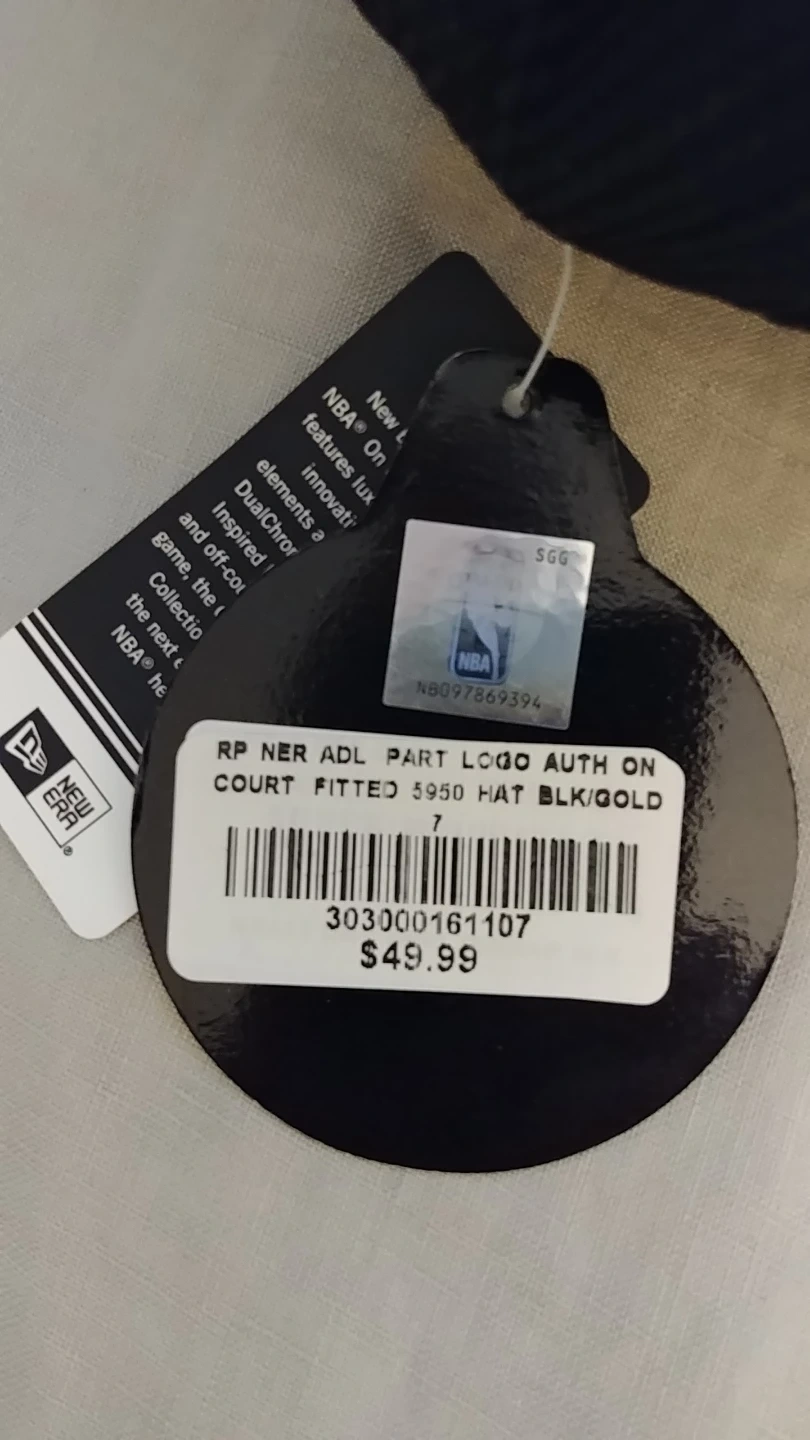 New
NBA® On
features lux
innovati
elements a
DualChro
Inspired
and off-cou
game, the
Collectio
the next
NBA® he
NEW
ERA®
SGG
NBA
NB097869394
RP NER ADL PART LOGO AUTH ON
COURT FITTED 5950 HAT BLK/GOLD
7
303000161107
$49.99